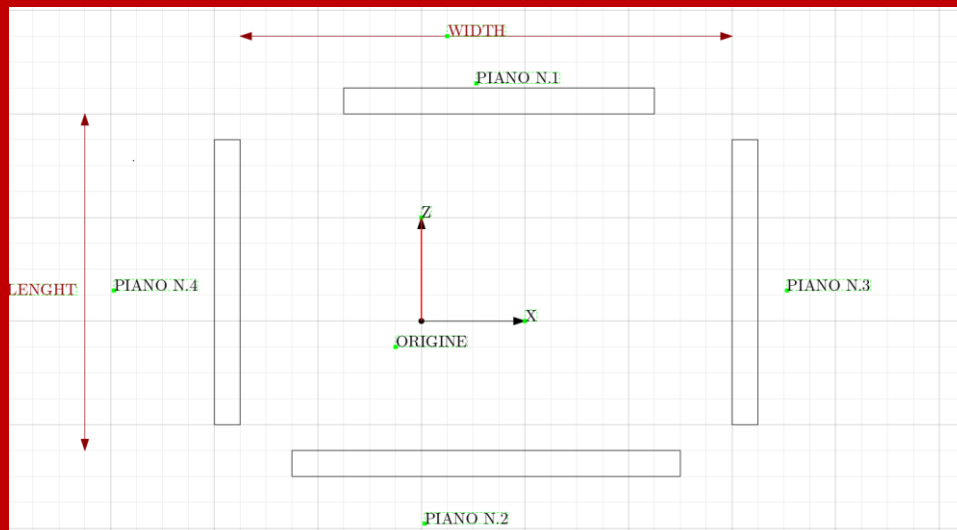 WIDTH
PIANO N.1
Z
LENGHT
PIANO N.4
PIANO N.3
X
ORIGINE
PIANO N.2